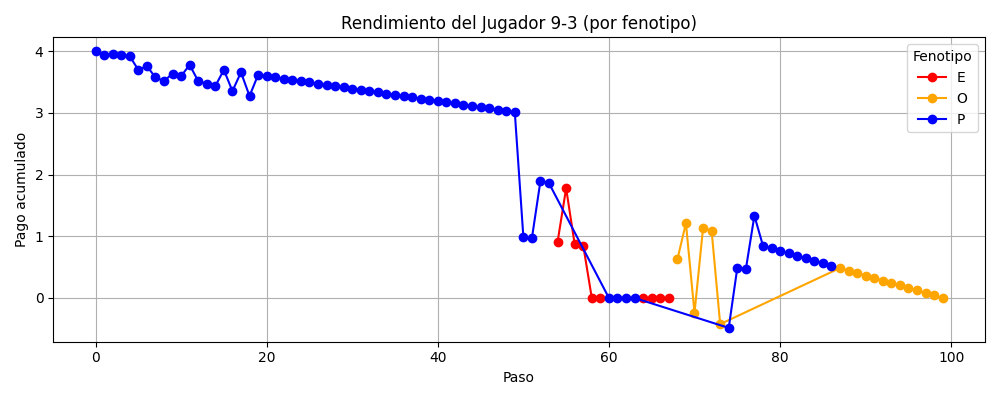 Rendimiento del Jugador 9-3 (por fenotipo)
Pago acumulado
4
3
2
1
0
Fenotipo
E
O
P
0 20 40 60 80 100
Paso